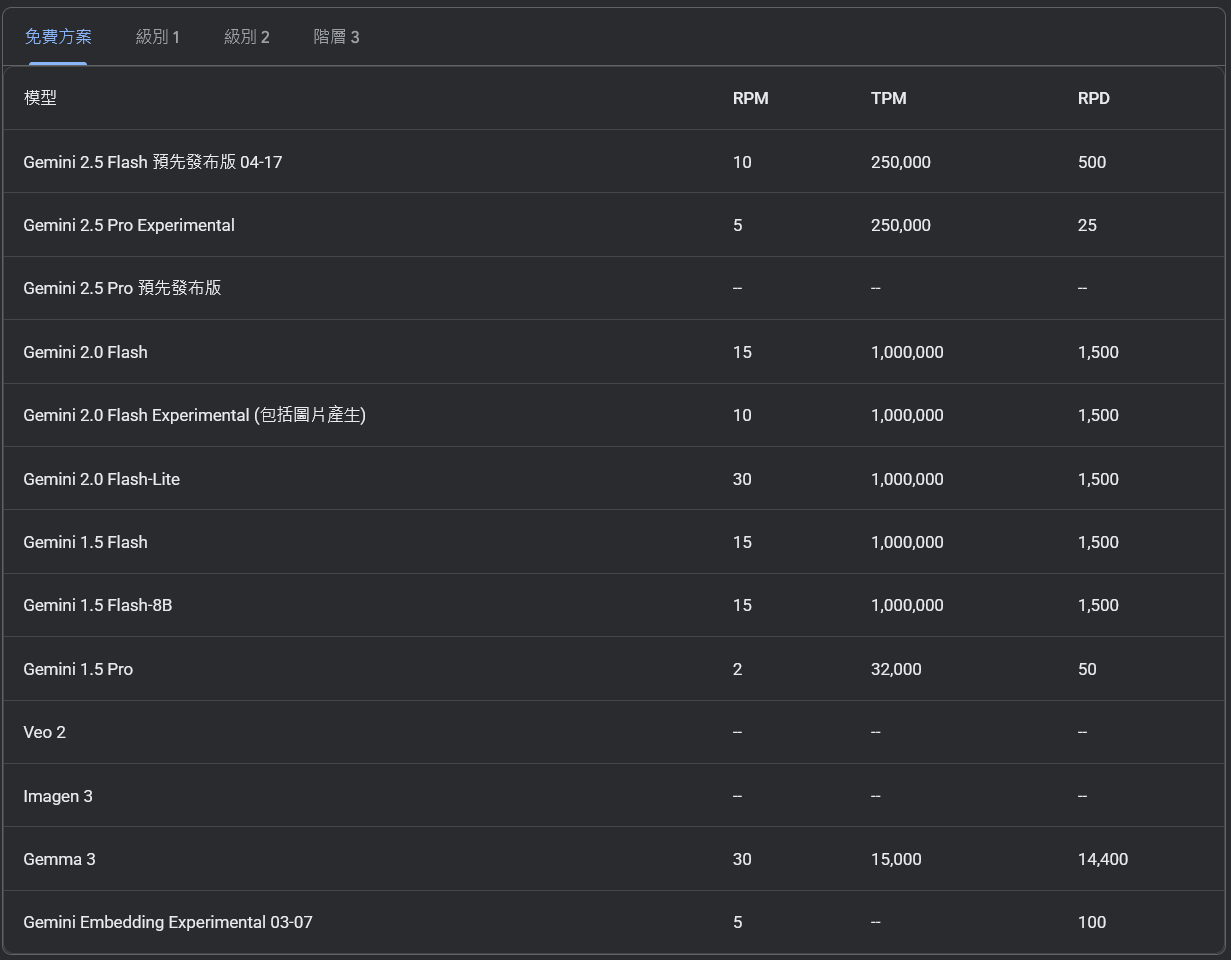 免費方案 級別 1 級別 2 階層 3
模型 RPM TPM RPD
Gemini 2.5 Flash 預先發布版 04-17 10 250,000 500
Gemini 2.5 Pro Experimental 5 250,000 25
Gemini 2.5 Pro 預先發布版 -- -- --
Gemini 2.0 Flash 15 1,000,000 1,500
Gemini 2.0 Flash Experimental (包括圖片產生) 10 1,000,000 1,500
Gemini 2.0 Flash-Lite 30 1,000,000 1,500
Gemini 1.5 Flash 15 1,000,000 1,500
Gemini 1.5 Flash-8B 15 1,000,000 1,500
Gemini 1.5 Pro 2 32,000 50
Veo 2 -- -- --
Imagen 3 -- -- --
Gemma 3 30 15,000 14,400
Gemini Embedding Experimental 03-07 5 -- 100